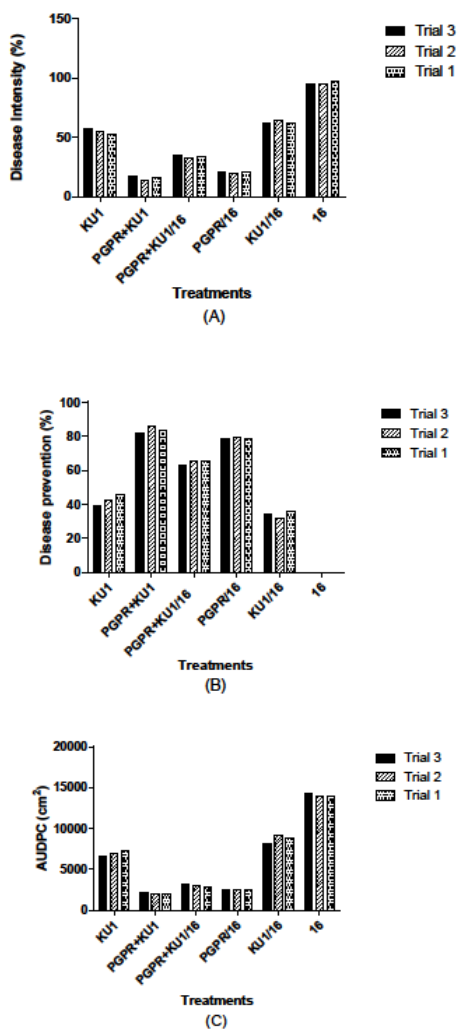 Trial 3
Trial 2
Trial 1
Disease Intensity (%)
150
100
50
0
KU1
PGPR+KU1
PGPR+KU1/16
PGPR/16
KU1/16
16
Treatments
(A)
Trial 3
Trial 2
Trial 1
Disease prevention (%)
100
80
60
40
20
0
KU1
PGPR+KU1
PGPR+KU1/16
PGPR/16
KU1/16
16
Treatments
(B)
Trial 3
Trial 2
Trial 1
AUDPC (cm²)
20000
15000
10000
5000
0
KU1
PGPR+KU1
PGPR+KU1/16
PGPR/16
KU1/16
16
Treatments
(C)